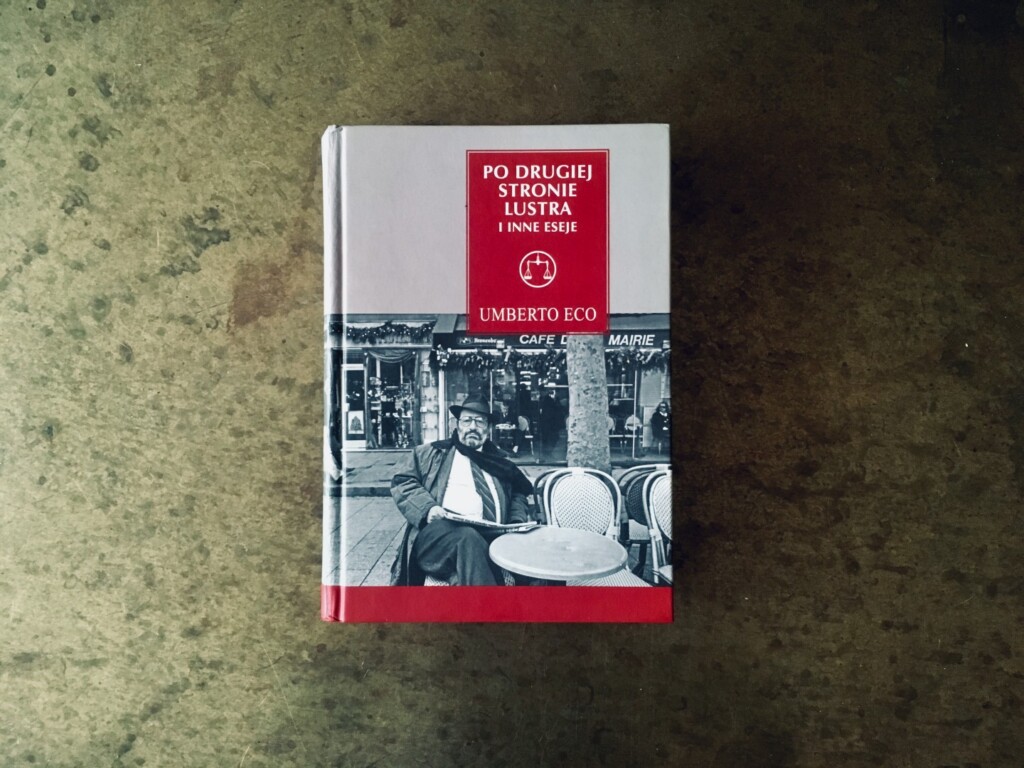 PO DRUGIEJ
STRONIE
LUSTRA
I INNE ESEJE
UMBERTO ECO
CAFE D MAIRIE